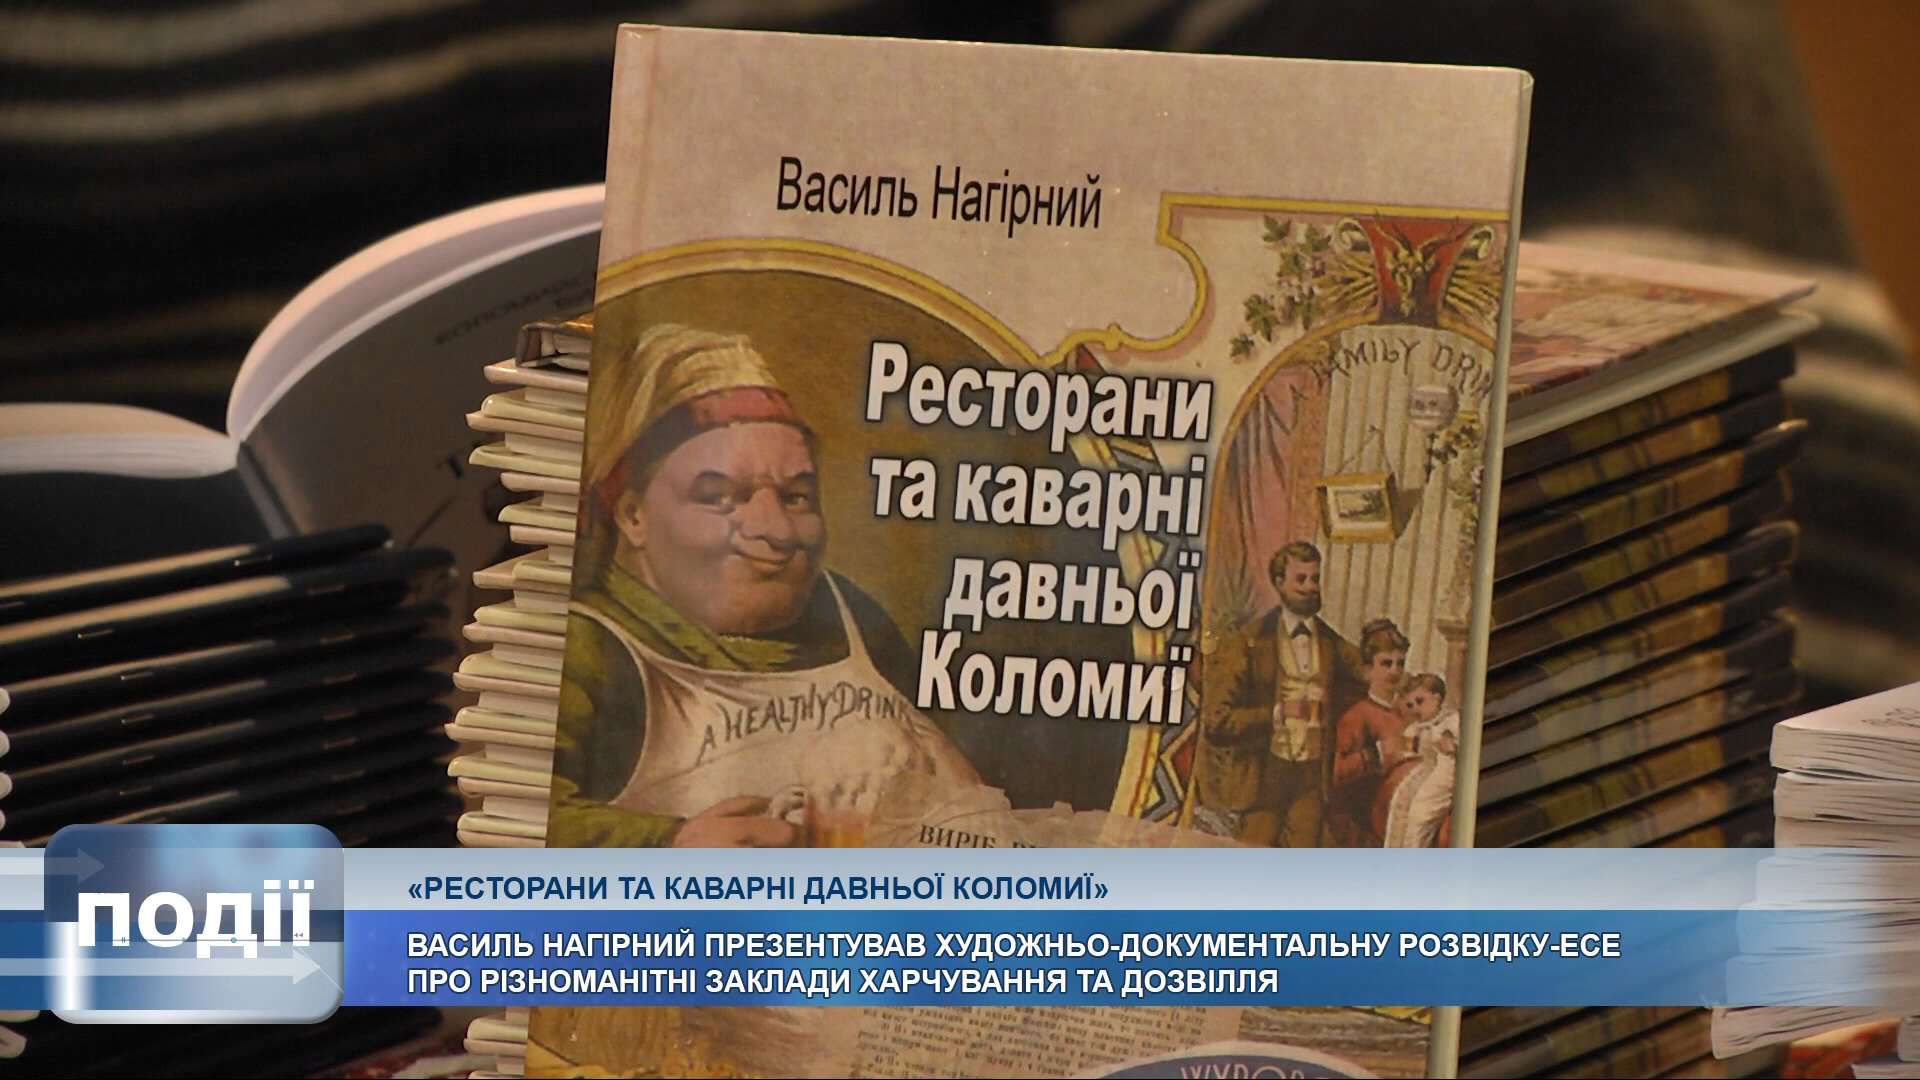 Василь Нагірний
A FAMILY DRINK
Ресторани
та каварні
давньої
Коломиї
A HEALTHY DRINK
ВИРІБ
події
«РЕСТОРАНИ ТА КАВАРНІ ДАВНЬОЇ КОЛОМИЇ»
ВАСИЛЬ НАГІРНИЙ ПРЕЗЕНТУВАВ ХУДОЖНЬО-ДОКУМЕНТАЛЬНУ РОЗВІДКУ-ЕСЕ
ПРО РІЗНОМАНІТНІ ЗАКЛАДИ ХАРЧУВАННЯ ТА ДОЗВІЛЛЯ